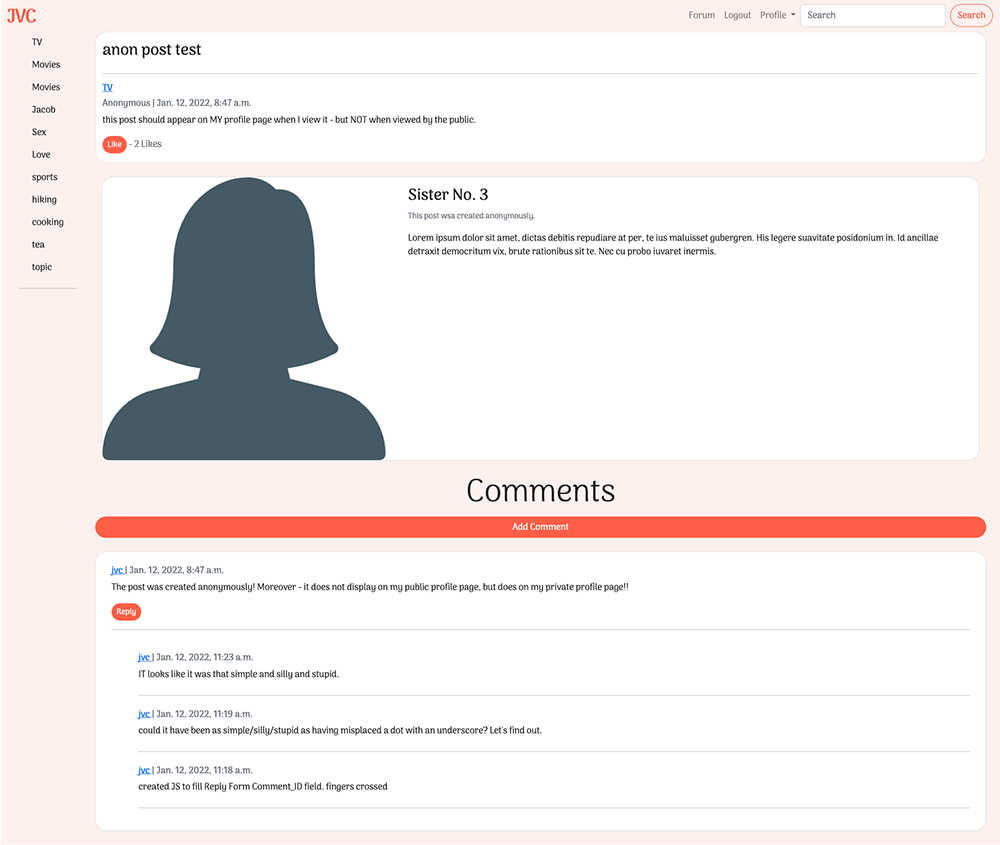 JVC
Forum Logout Profile Search Search
TV
Movies
Movies
Jacob
Sex
Love
sports
hiking
cooking
tea
topic
anon post test
TV
Anonymous | Jan. 12, 2022, 8:47 a.m.
this post should appear on MY profile page when I view it - but NOT when viewed by the public.
Like - 2 Likes
Sister No. 3
This post wsa created anonymously.
Lorem ipsum dolor sit amet, dictas debitis repudiare at per, te ius maluisset gubergren. His legere suavitate posidonium in. Id ancillae
detraxit democritum vix, brute rationibus sit te. Nec cu probo iuvaret inermis.
Comments
Add Comment
jvc | Jan. 12, 2022, 8:47 a.m.
The post was created anonymously! Moreover - it does not display on my public profile page, but does on my private profile page!!
Reply
jvc | Jan. 12, 2022, 11:23 a.m.
IT looks like it was that simple and silly and stupid.
jvc | Jan. 12, 2022, 11:19 a.m.
could it have been as simple/silly/stupid as having misplaced a dot with an underscore? Let's find out.
jvc | Jan. 12, 2022, 11:18 a.m.
created JS to fill Reply Form Comment_ID field. fingers crossed